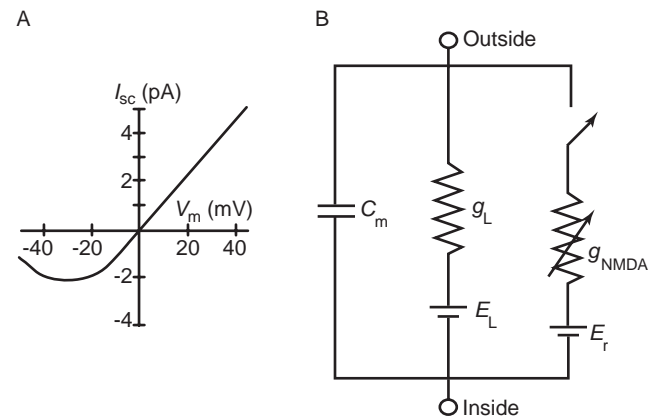 A
I_sc (pA)
4
2
V_m (mV)
-40 -20 20 40
-2
-4
B
Outside
C_m
g_L
g_NMDA
E_L
E_r
Inside